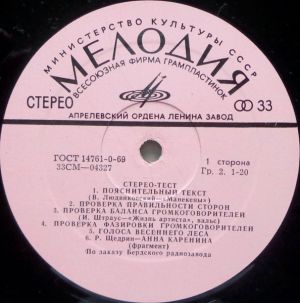 МИНИСТЕРСТВО КУЛЬТУРЫ СССР
МЕЛОДИЯ
ВСЕСОЮЗНАЯ ФИРМА ГРАМПЛАСТИНОК
СТЕРЕО
33
АПРЕЛЕВСКИЙ ОРДЕНА ЛЕНИНА ЗАВОД
ГОСТ 14761-0-69
33СМ—04327
1 сторона
Гр. 2. 1-20
СТЕРЕО-ТЕСТ
1. ПОЯСНИТЕЛЬНЫЙ ТЕКСТ
(В. Людвиковский—«Манекены»)
2. ПРОВЕРКА ПРАВИЛЬНОСТИ СТОРОН
3. ПРОВЕРКА БАЛАНСА ГРОМКОГОВОРИТЕЛЕЙ
(И. Штраус—«Жизнь артиста», вальс)
4. ПРОВЕРКА ФАЗИРОВКИ ГРОМКОГОВОРИТЕЛЕЙ
5. ГОЛОСА ВЕСЕННЕГО ЛЕСА
6. Р. Щедрин—АННА КАРЕНИНА
(фрагмент)
По заказу Бердского радиозавода